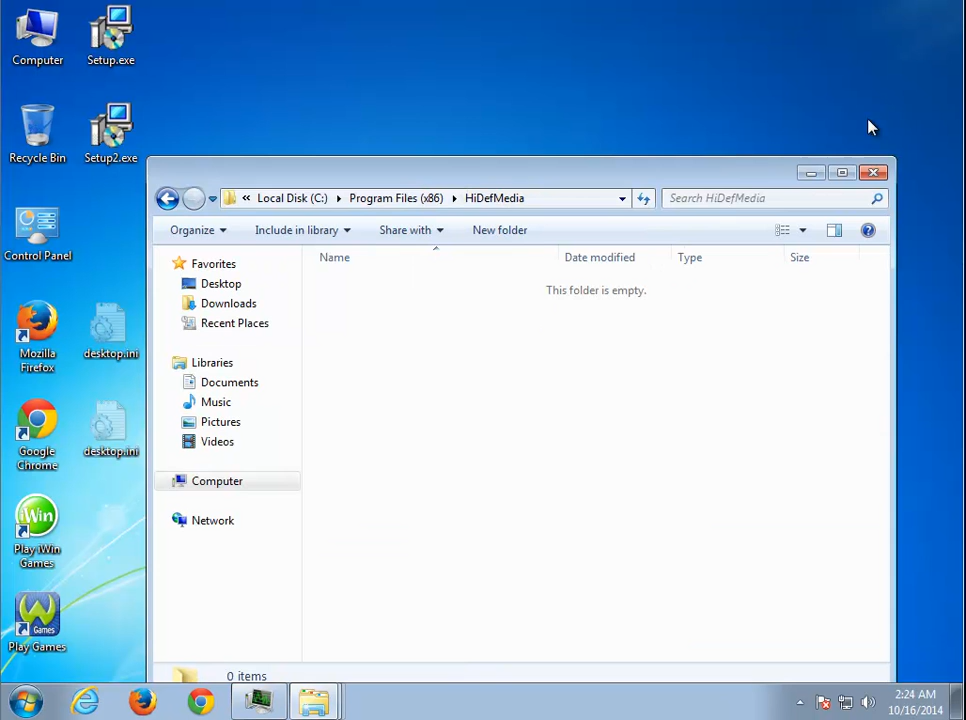 Computer
Setup.exe
Recycle Bin
Setup2.exe
Control Panel
Mozilla
Firefox
desktop.ini
Google
Chrome
desktop.ini
iWin
Play iWin
Games
Games
Play Games
« Local Disk (C:) Program Files (x86) HiDefMedia
Search HiDefMedia
Organize Include in library Share with New folder
Name Date modified Type Size
This folder is empty.
Favorites
Desktop
Downloads
Recent Places
Libraries
Documents
Music
Pictures
Videos
Computer
Network
0 items
2:24 AM
10/16/2014